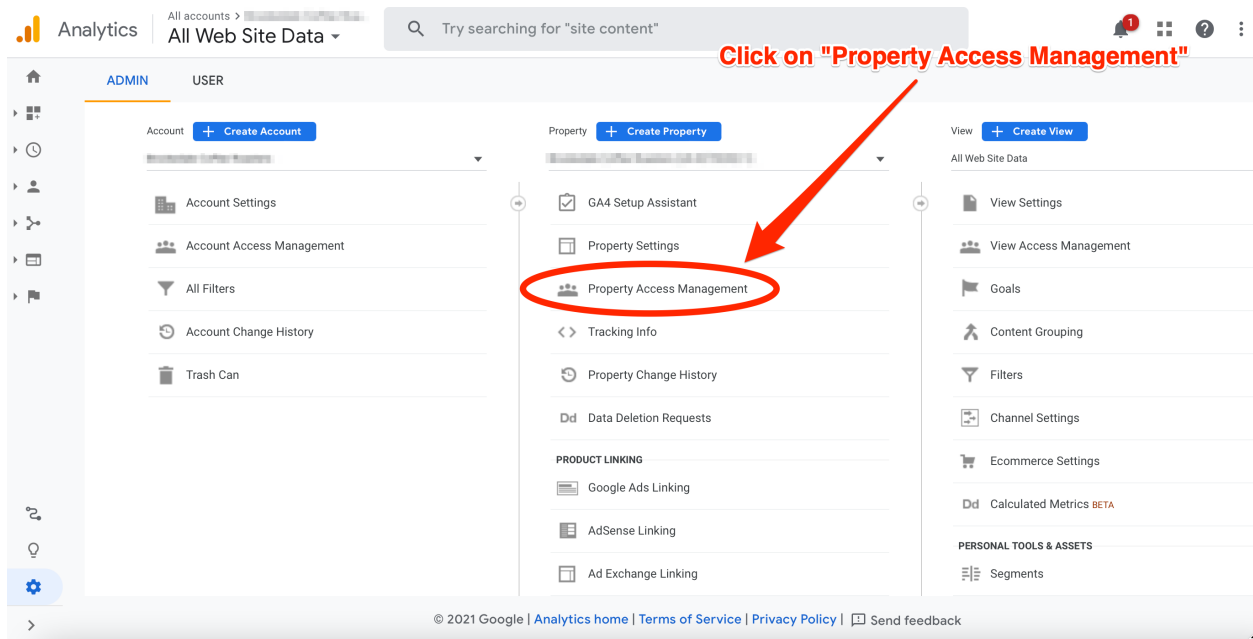 Analytics
All accounts >
All Web Site Data
Try searching for "site content"
1
Click on "Property Access Management"
ADMIN
USER
Account
Create Account
Account Settings
Account Access Management
All Filters
Account Change History
Trash Can
Property
Create Property
GA4 Setup Assistant
Property Settings
Property Access Management
Tracking Info
Property Change History
Dd Data Deletion Requests
PRODUCT LINKING
Google Ads Linking
AdSense Linking
Ad Exchange Linking
View
Create View
All Web Site Data
View Settings
View Access Management
Goals
Content Grouping
Filters
Channel Settings
Ecommerce Settings
Dd Calculated Metrics BETA
PERSONAL TOOLS & ASSETS
Segments
© 2021 Google | Analytics home | Terms of Service | Privacy Policy | Send feedback